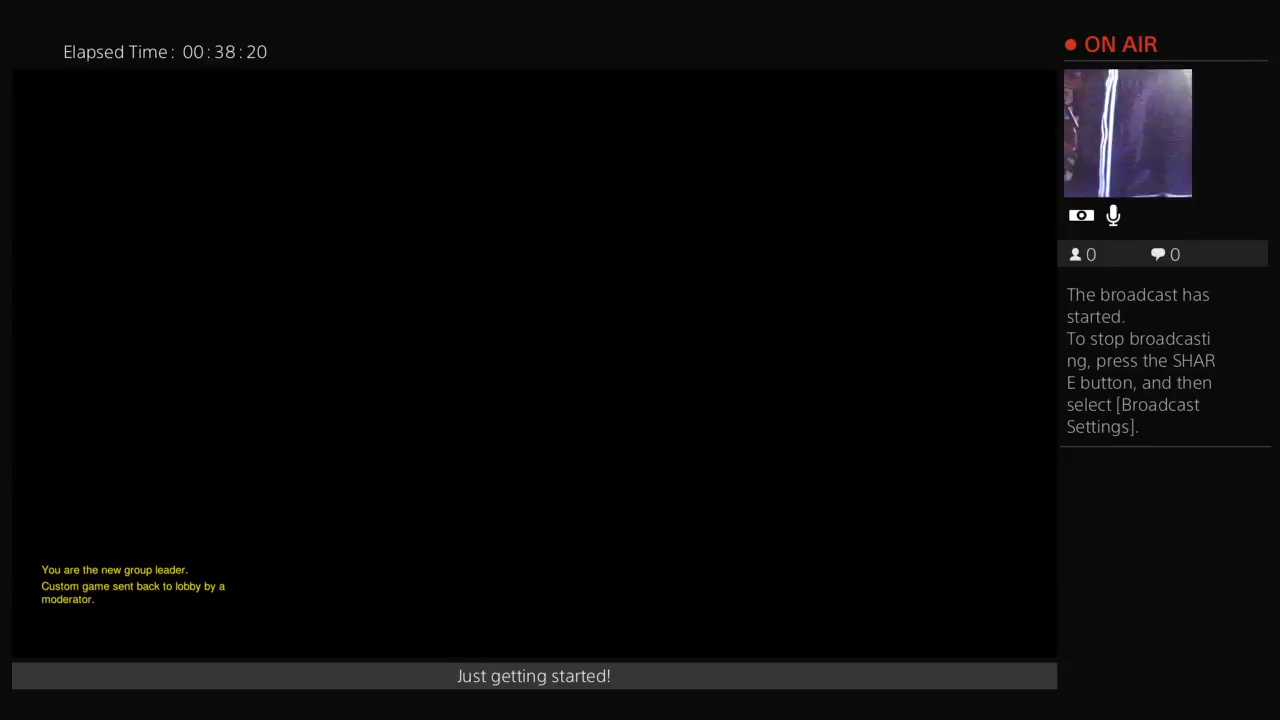 Elapsed Time: 00:38:20
ON AIR
0 0
The broadcast has
started.
To stop broadcasti
ng, press the SHAR
E button, and then
select [Broadcast
Settings].
You are the new group leader.
Custom game sent back to lobby by a
moderator.
Just getting started!